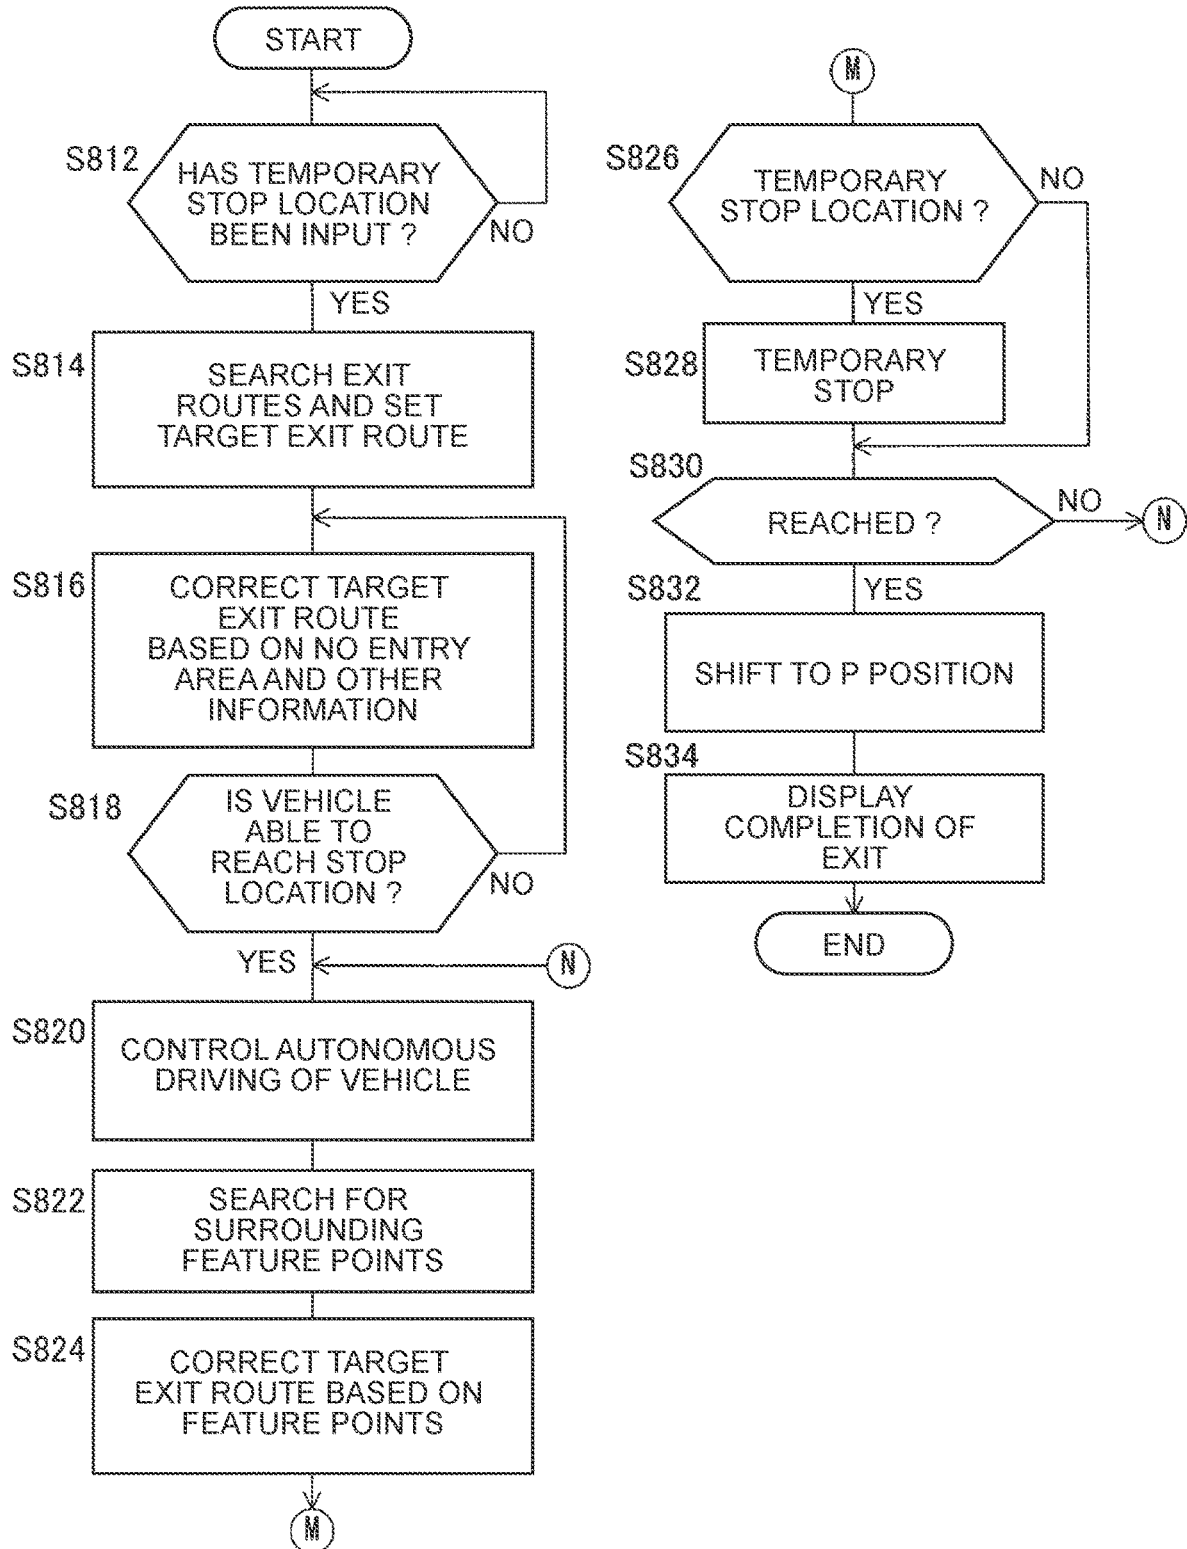 START
S812
HAS TEMPORARY
STOP LOCATION
BEEN INPUT ?
NO
YES
S814
SEARCH EXIT
ROUTES AND SET
TARGET EXIT ROUTE
S816
CORRECT TARGET
EXIT ROUTE
BASED ON NO ENTRY
AREA AND OTHER
INFORMATION
S818
IS VEHICLE
ABLE TO
REACH STOP
LOCATION ?
NO
YES
N
S820
CONTROL AUTONOMOUS
DRIVING OF VEHICLE
S822
SEARCH FOR
SURROUNDING
FEATURE POINTS
S824
CORRECT TARGET
EXIT ROUTE BASED ON
FEATURE POINTS
M
M
S826
TEMPORARY
STOP LOCATION ?
NO
YES
S828
TEMPORARY
STOP
S830
REACHED ?
NO
N
YES
S832
SHIFT TO P POSITION
S834
DISPLAY
COMPLETION OF
EXIT
END